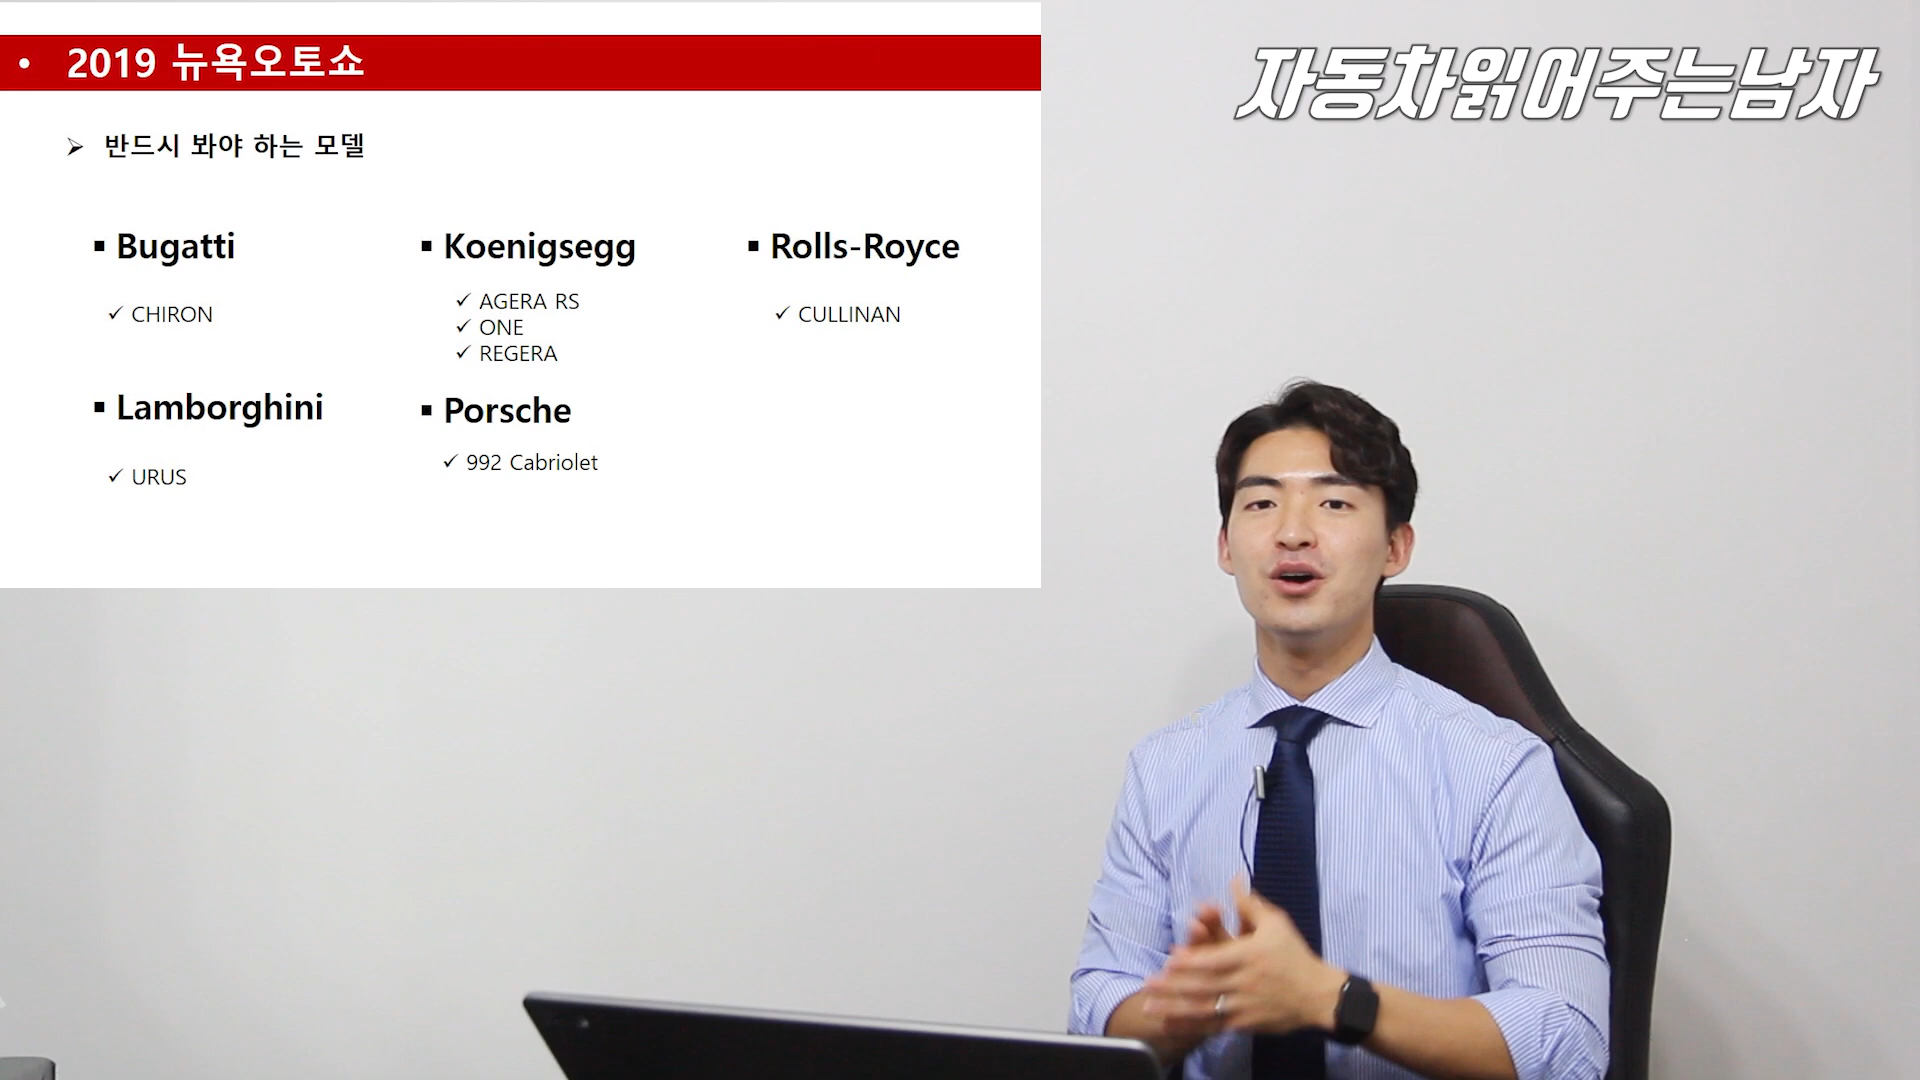 2019 뉴욕오토쇼
자동차읽어주는남자
반드시 봐야 하는 모델
Bugatti
CHIRON
Koenigsegg
AGERA RS
ONE
REGERA
Rolls-Royce
CULLINAN
Lamborghini
URUS
Porsche
992 Cabriolet